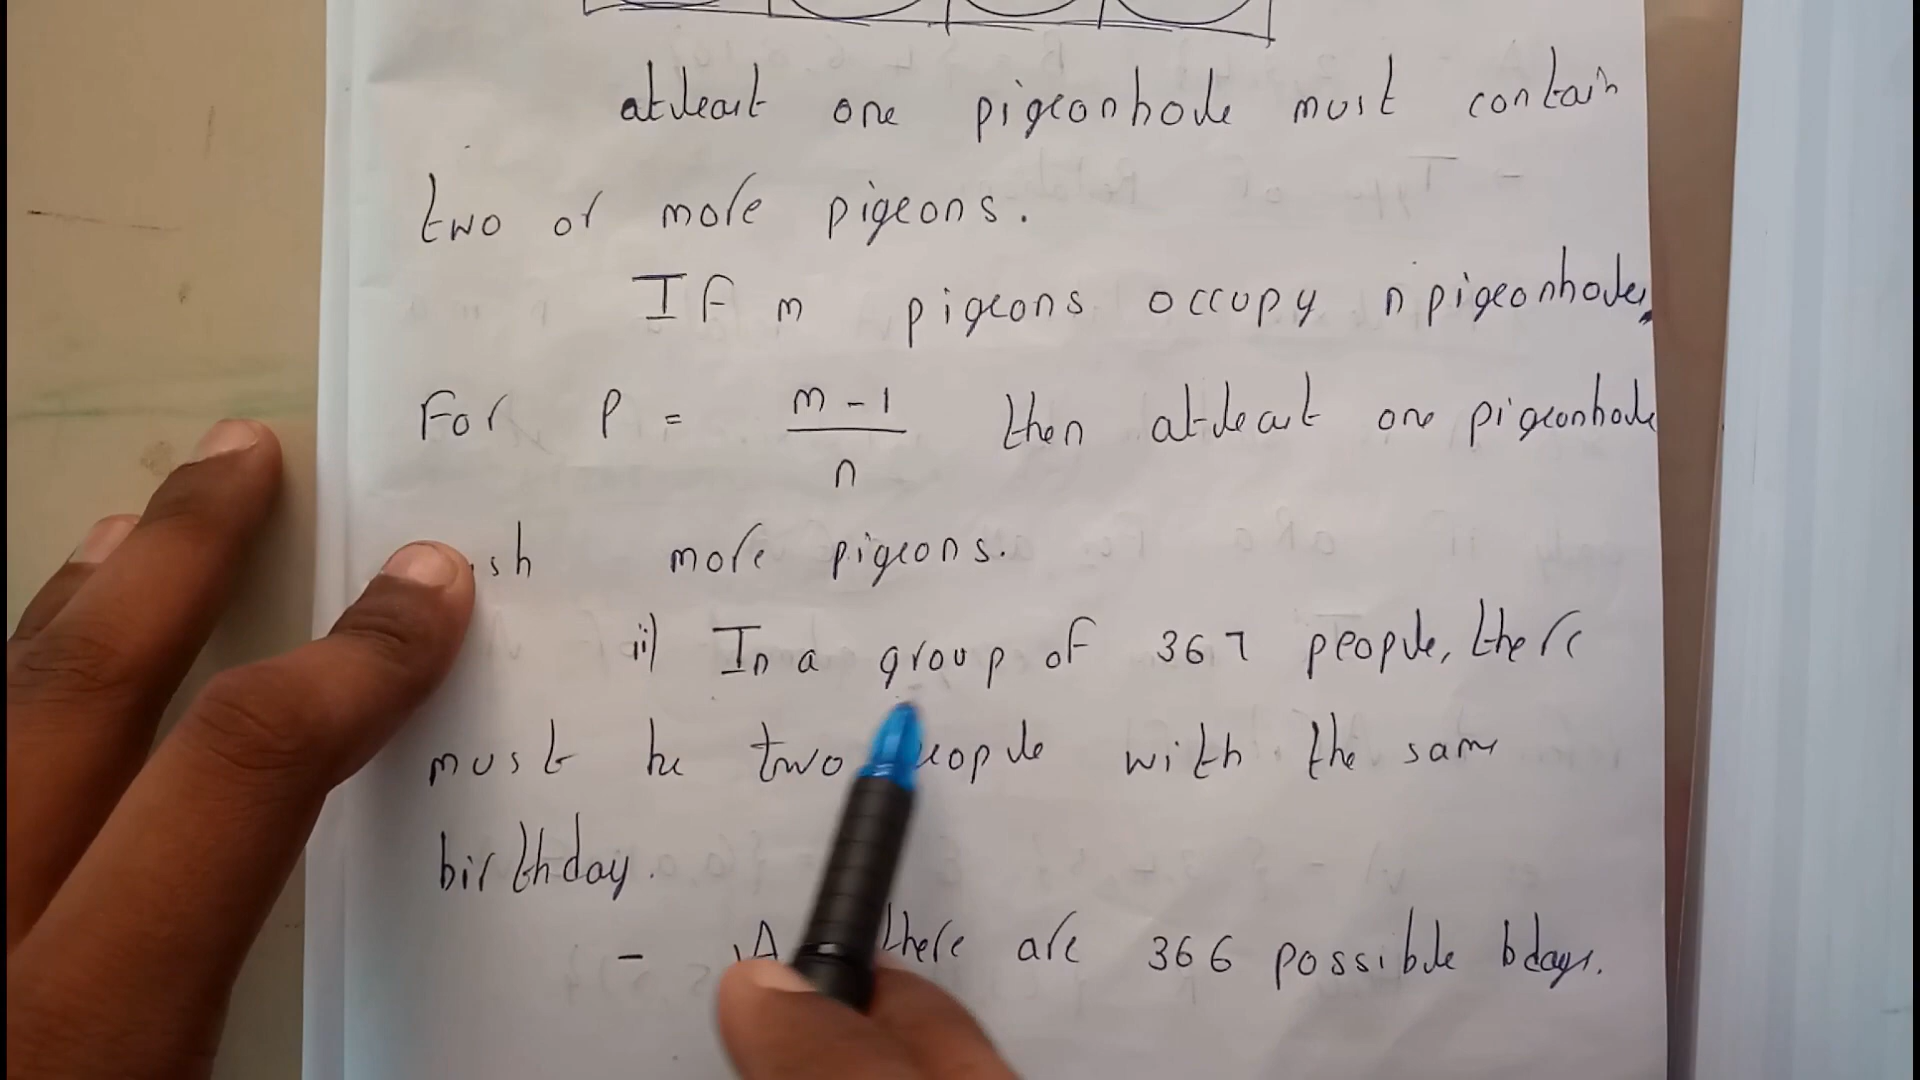 atleast one pigeonhole must contain
two or more pigeons.
If m pigeons occupy n pigeonholes,
For P = m - 1 / n then atleast one pigeonhole
more pigeons.
ii) In a group of 367 people, there
must be two people with the same
birthday.
- there are 366 possible bdays.